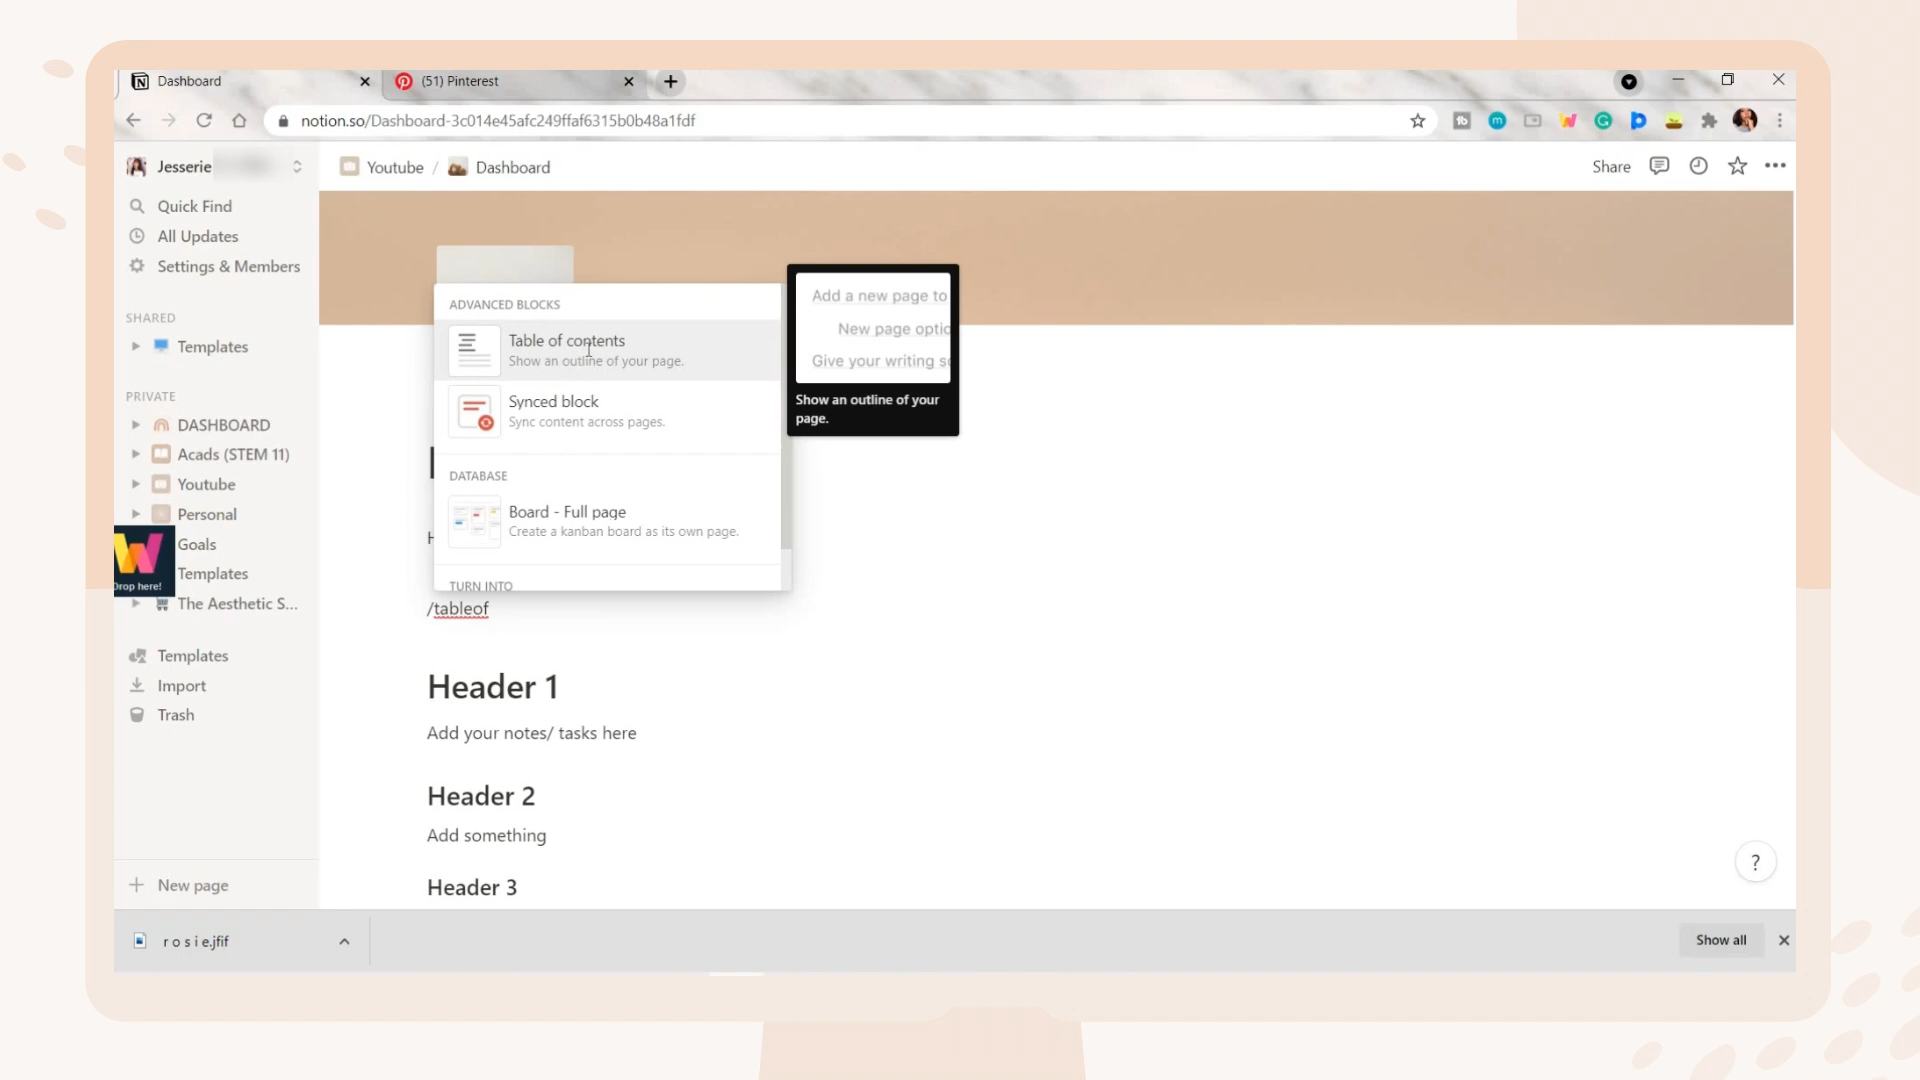 Dashboard
(51) Pinterest
notion.so/Dashboard-3c014e45afc249ffaf6315b0b48a1fdf
Jesserie
Youtube / Dashboard
Share
Quick Find
All Updates
Settings & Members
SHARED
Templates
PRIVATE
DASHBOARD
Acads (STEM 11)
Youtube
Personal
Goals
Templates
The Aesthetic S...
Drop here!
Templates
Import
Trash
New page
ADVANCED BLOCKS
Table of contents
Show an outline of your page.
Synced block
Sync content across pages.
DATABASE
Board - Full page
Create a kanban board as its own page.
TURN INTO
Add a new page to
New page optio
Give your writing s
Show an outline of your
page.
/tableof
Header 1
Add your notes/ tasks here
Header 2
Add something
Header 3
?
r o s i e.jfif
Show all